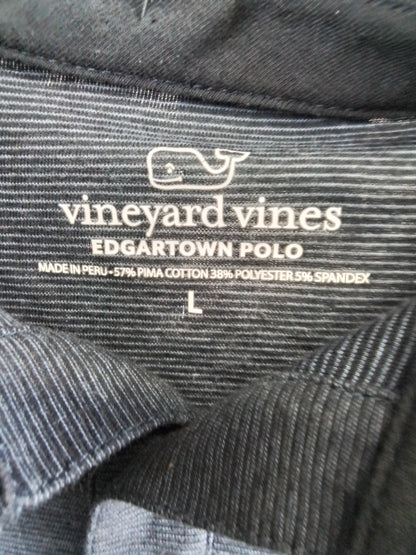 vineyard vines
EDGARTOWN POLO
MADE IN PERU - 57% PIMA COTTON 38% POLYESTER 5% SPANDEX
L